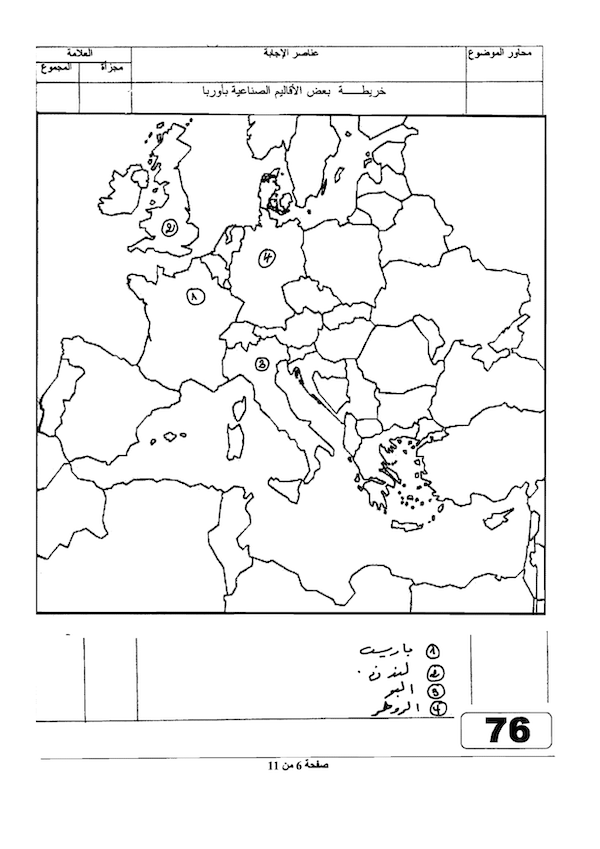 محاور الموضوع
عناصر الإجابة
العلامة
مجزأة
المجموع
خريطـــــة بعض الأقاليم الصناعية بأوربا
2
4
1
3
1 باريس
2 لندن.
3 البو
4 الروهر
76
صفحة 6 من 11